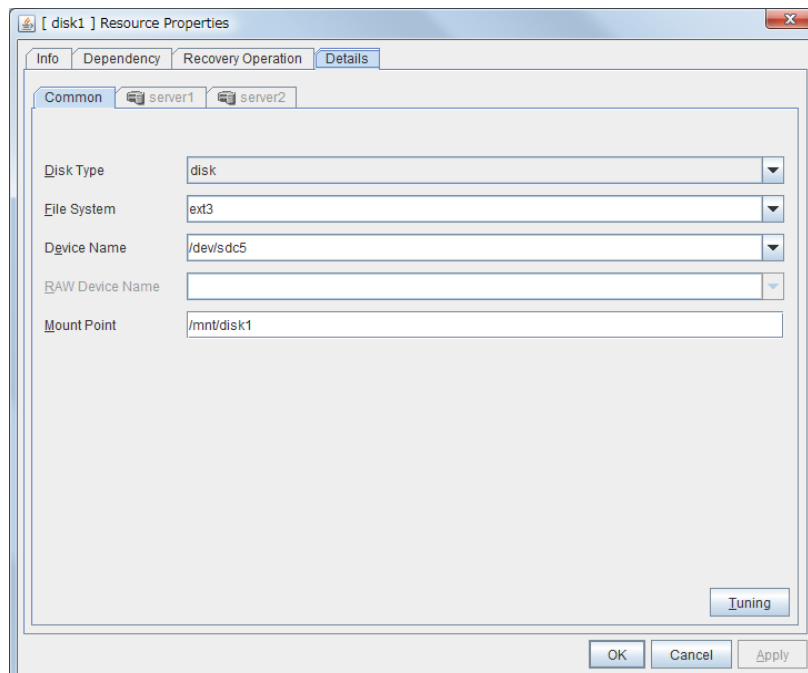 [ disk1 ] Resource Properties
Info Dependency Recovery Operation Details
Common server1 server2
Disk Type disk
File System ext3
Device Name /dev/sdc5
RAW Device Name
Mount Point /mnt/disk1
Tuning
OK Cancel Apply